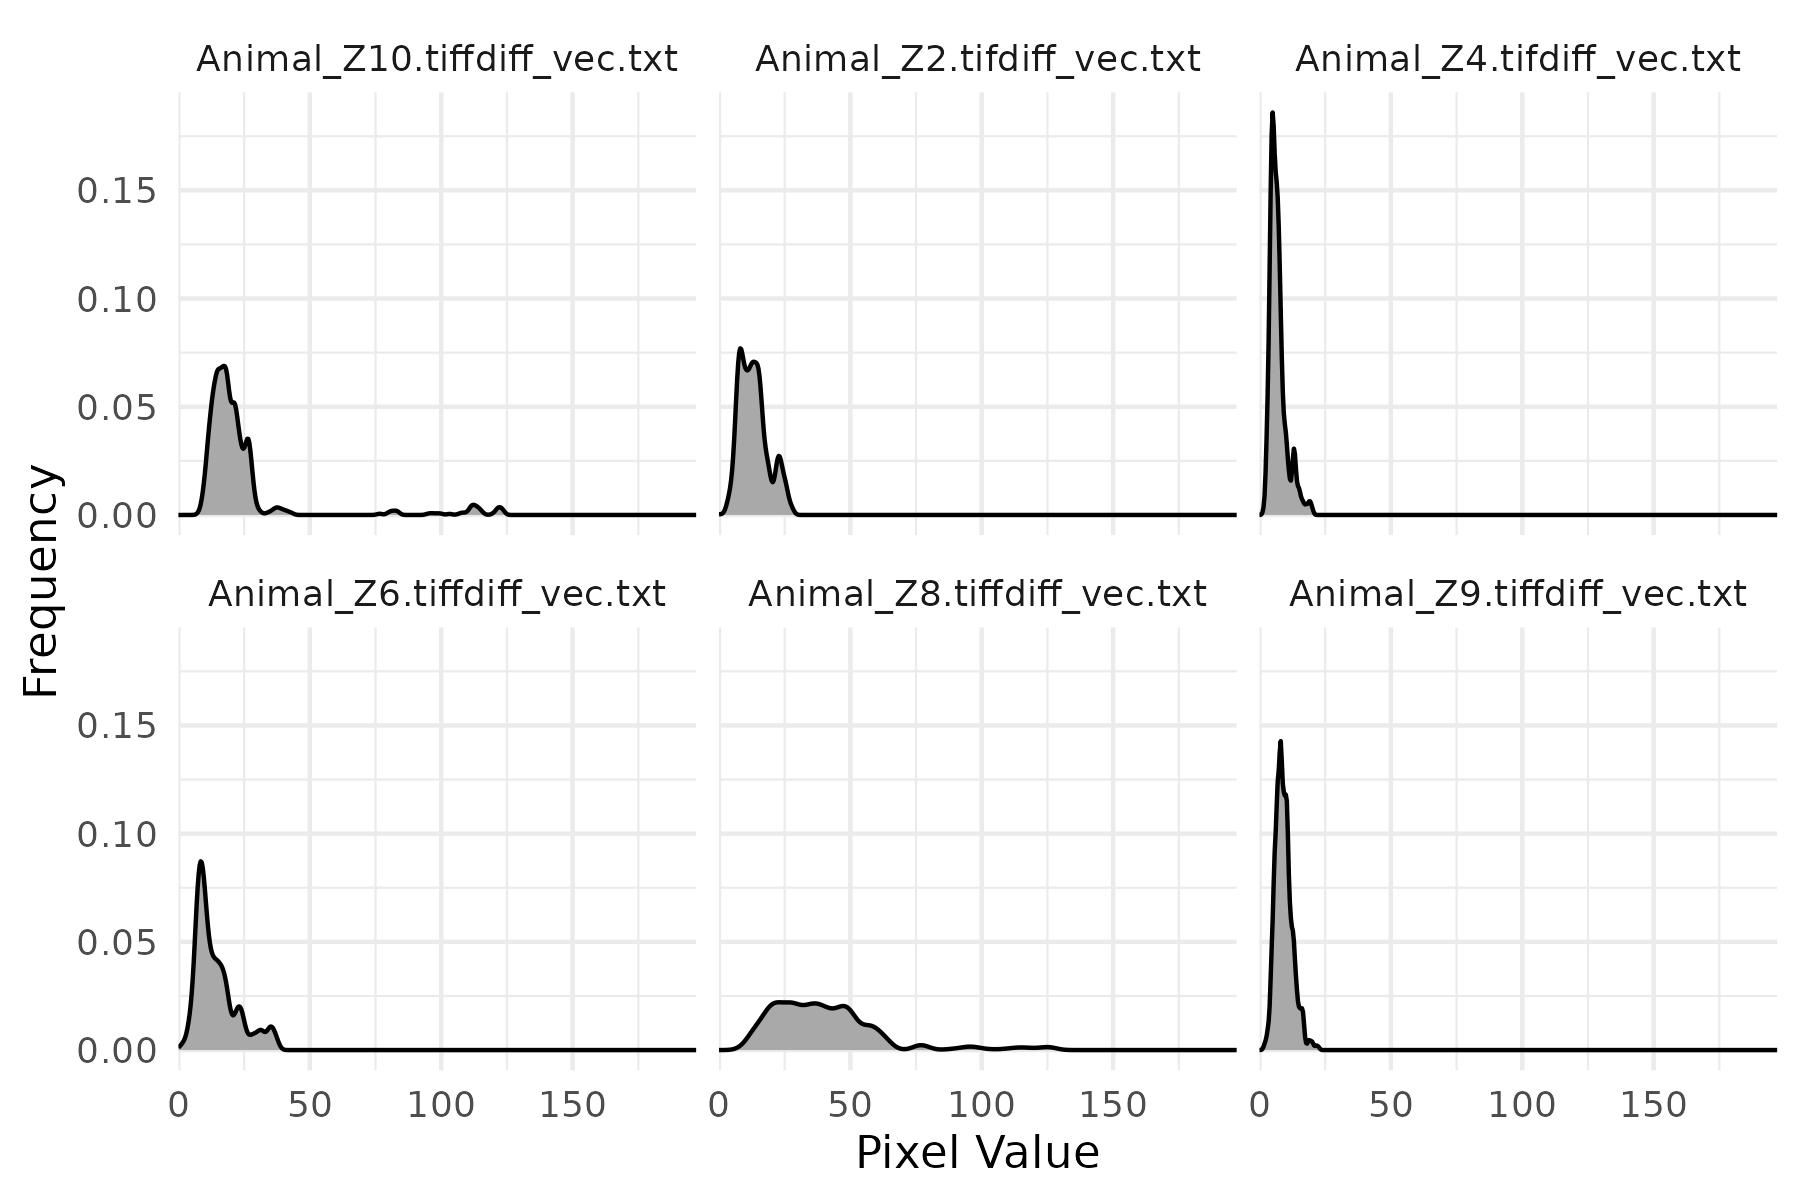 Animal_Z10.tiffdiff_vec.txt Animal_Z2.tifdiff_vec.txt Animal_Z4.tifdiff_vec.txt
0.15
0.10
0.05
0.00
Frequency
Animal_Z6.tiffdiff_vec.txt Animal_Z8.tiffdiff_vec.txt Animal_Z9.tiffdiff_vec.txt
0.15
0.10
0.05
0.00
0 50 100 150 0 50 100 150 0 50 100 150
Pixel Value